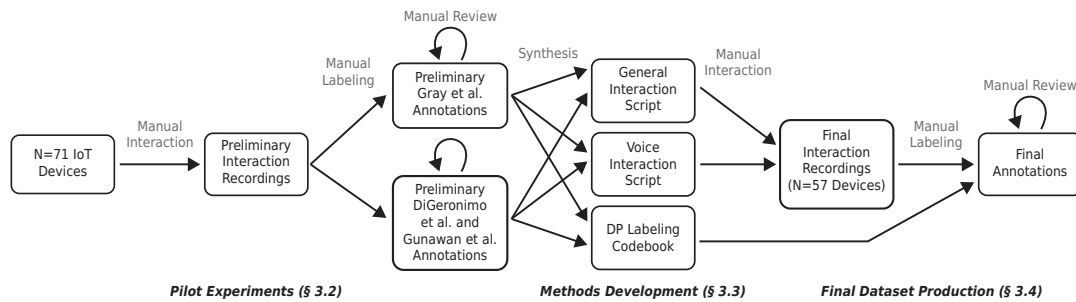 N=71 IoT
Devices
Manual
Interaction
Preliminary
Interaction
Recordings
Manual
Labeling
Manual Review
Preliminary
Gray et al.
Annotations
Preliminary
DiGeronimo
et al. and
Gunawan et al.
Annotations
Synthesis
General
Interaction
Script
Voice
Interaction
Script
DP Labeling
Codebook
Manual
Interaction
Final
Interaction
Recordings
(N=57 Devices)
Manual
Labeling
Manual Review
Final
Annotations
Pilot Experiments (§ 3.2)
Methods Development (§ 3.3)
Final Dataset Production (§ 3.4)